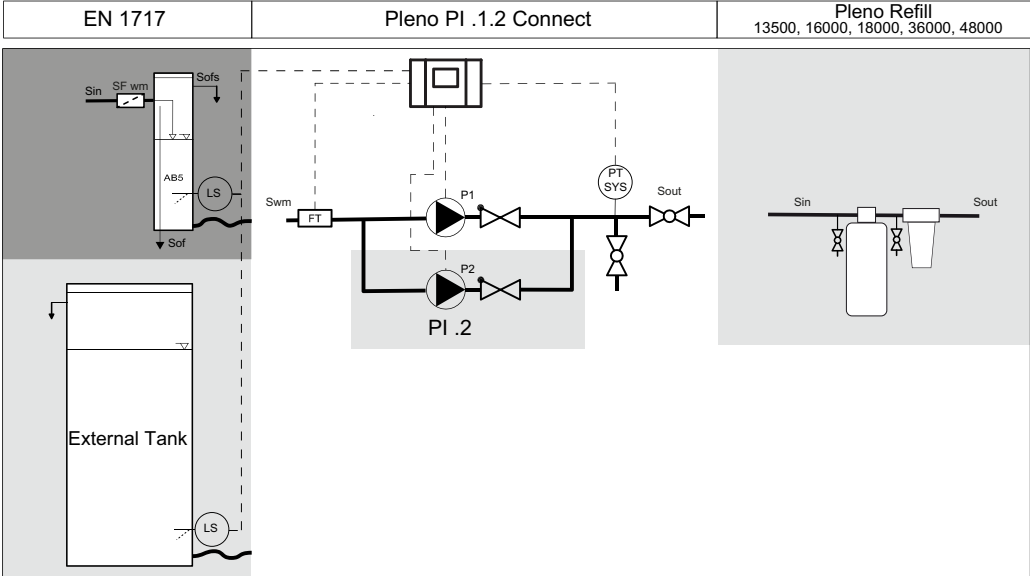 EN 1717
Pleno PI .1.2 Connect
Pleno Refill
13500, 16000, 18000, 36000, 48000
Sin
SF wm
Sofs
AB5
LS
Sof
Swm
FT
P1
PT
SYS
Sout
P2
PI .2
Sin
Sout
External Tank
LS